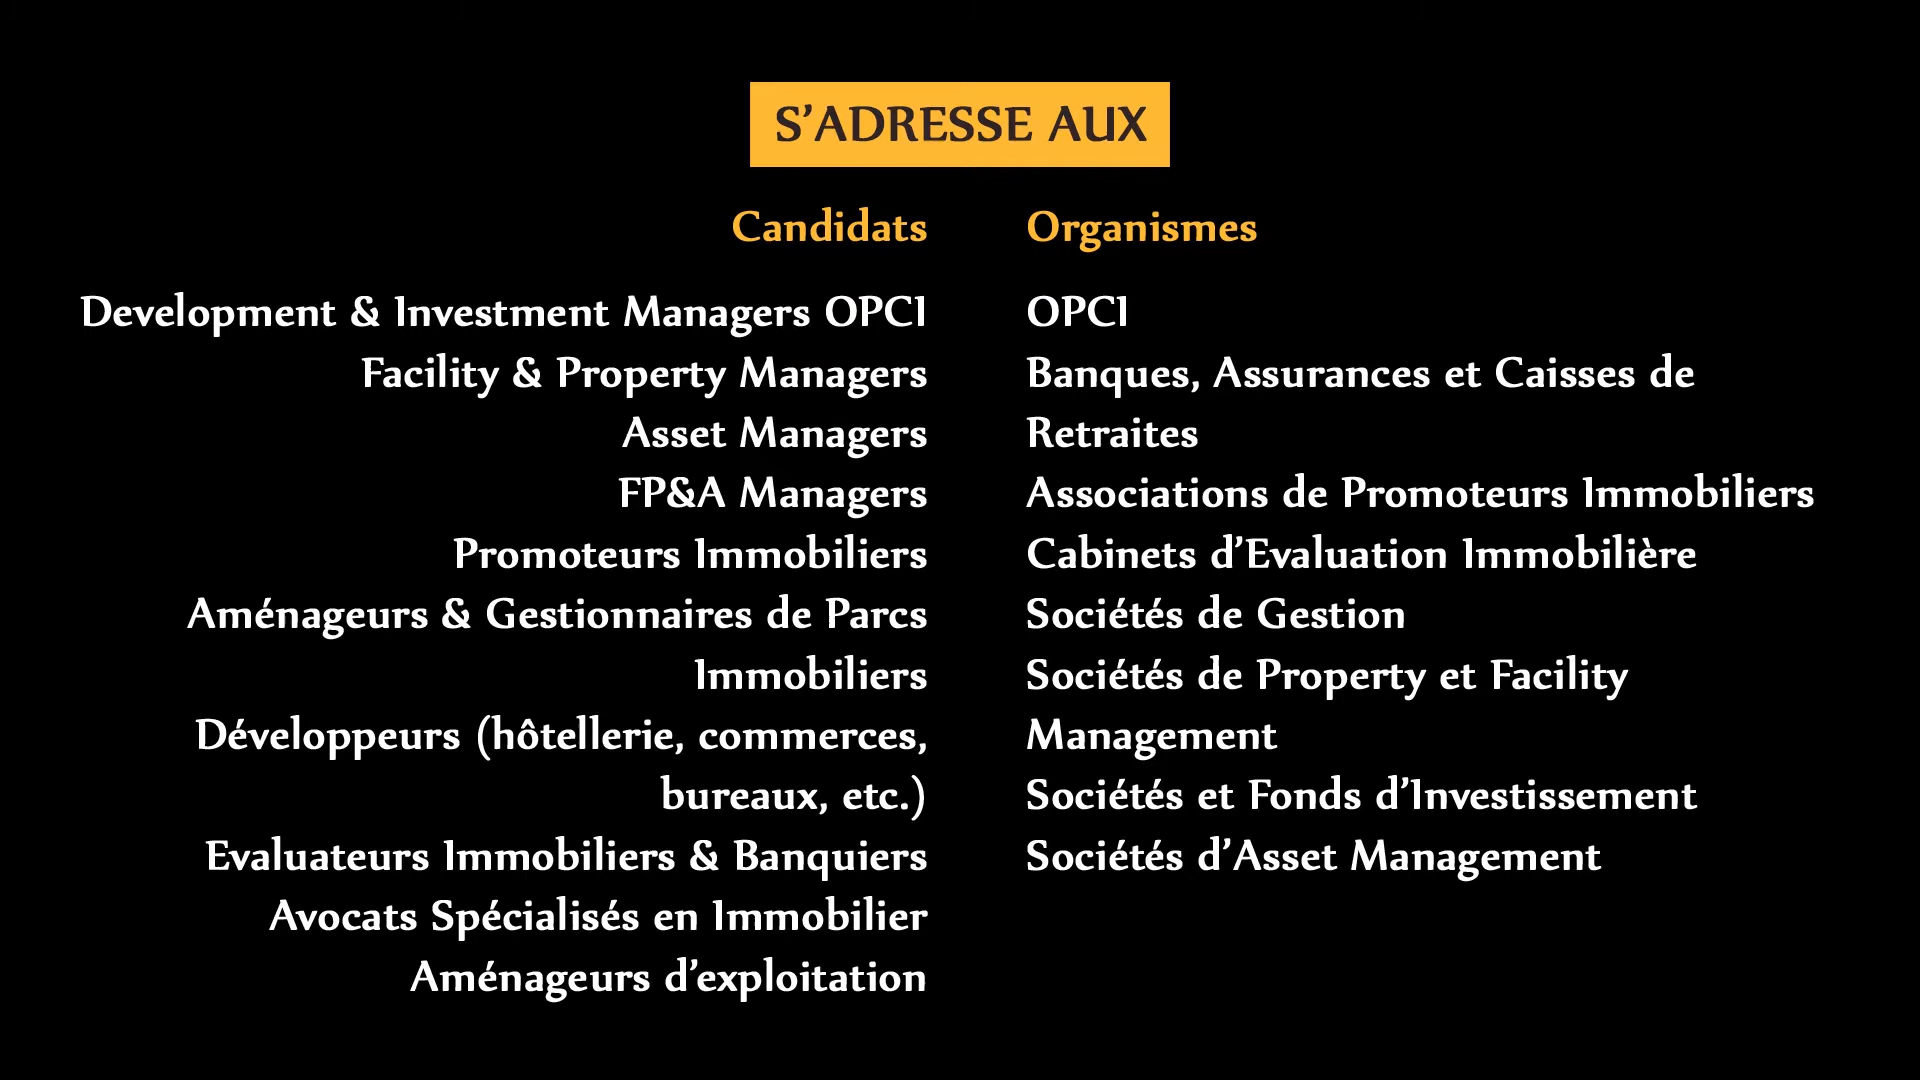 S’ADRESSE AUX
Candidats
Development & Investment Managers OPCI
Facility & Property Managers
Asset Managers
FP&A Managers
Promoteurs Immobiliers
Aménageurs & Gestionnaires de Parcs
Immobiliers
Développeurs (hôtellerie, commerces,
bureaux, etc.)
Evaluateurs Immobiliers & Banquiers
Avocats Spécialisés en Immobilier
Aménageurs d’exploitation
Organismes
OPCI
Banques, Assurances et Caisses de
Retraites
Associations de Promoteurs Immobiliers
Cabinets d’Evaluation Immobilière
Sociétés de Gestion
Sociétés de Property et Facility
Management
Sociétés et Fonds d’Investissement
Sociétés d’Asset Management